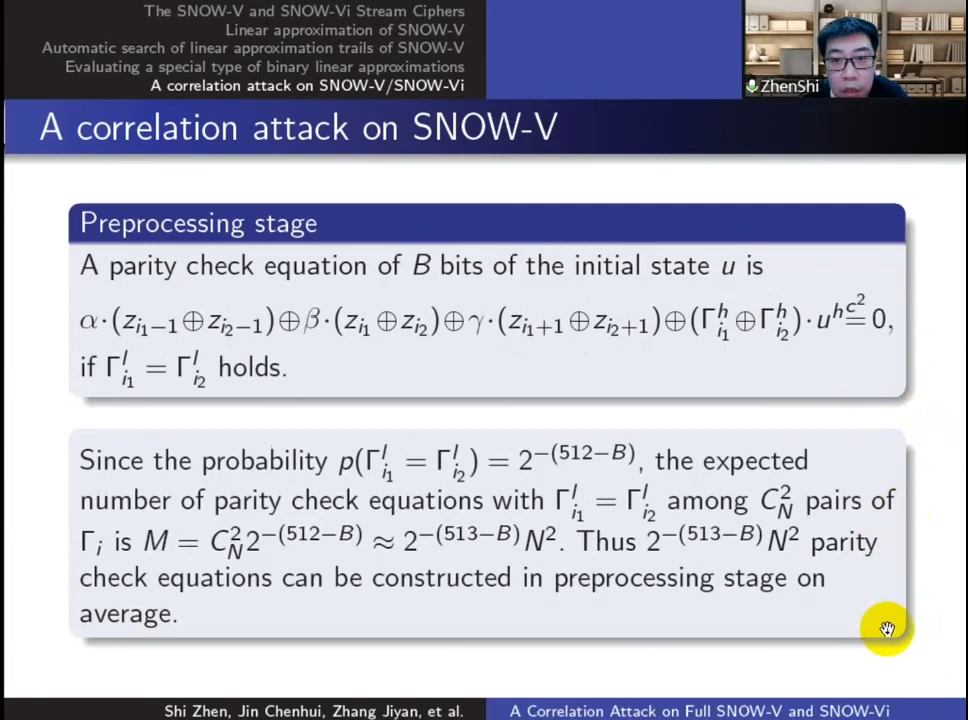 The SNOW-V and SNOW-Vi Stream Ciphers
Linear approximation of SNOW-V
Automatic search of linear approximation trails of SNOW-V
Evaluating a special type of binary linear approximations
A correlation attack on SNOW-V/SNOW-Vi
ZhenShi
A correlation attack on SNOW-V
Preprocessing stage
A parity check equation of B bits of the initial state u is
α·(z_{i_1−1}⊕z_{i_2−1})⊕β·(z_{i_1}⊕z_{i_2})⊕γ·(z_{i_1+1}⊕z_{i_2+1})⊕(Γ^h_{i_1}⊕Γ^h_{i_2})·u^h \stackrel{c^2}{=} 0,
if Γ^l_{i_1} = Γ^l_{i_2} holds.
Since the probability p(Γ^l_{i_1} = Γ^l_{i_2}) = 2^{−(512−B)}, the expected
number of parity check equations with Γ^l_{i_1} = Γ^l_{i_2} among C^2_N pairs of
Γ_i is M = C^2_N 2^{−(512−B)} ≈ 2^{−(513−B)}N^2. Thus 2^{−(513−B)}N^2 parity
check equations can be constructed in preprocessing stage on
average.
Shi Zhen, Jin Chenhui, Zhang Jiyan, et al.
A Correlation Attack on Full SNOW-V and SNOW-Vi